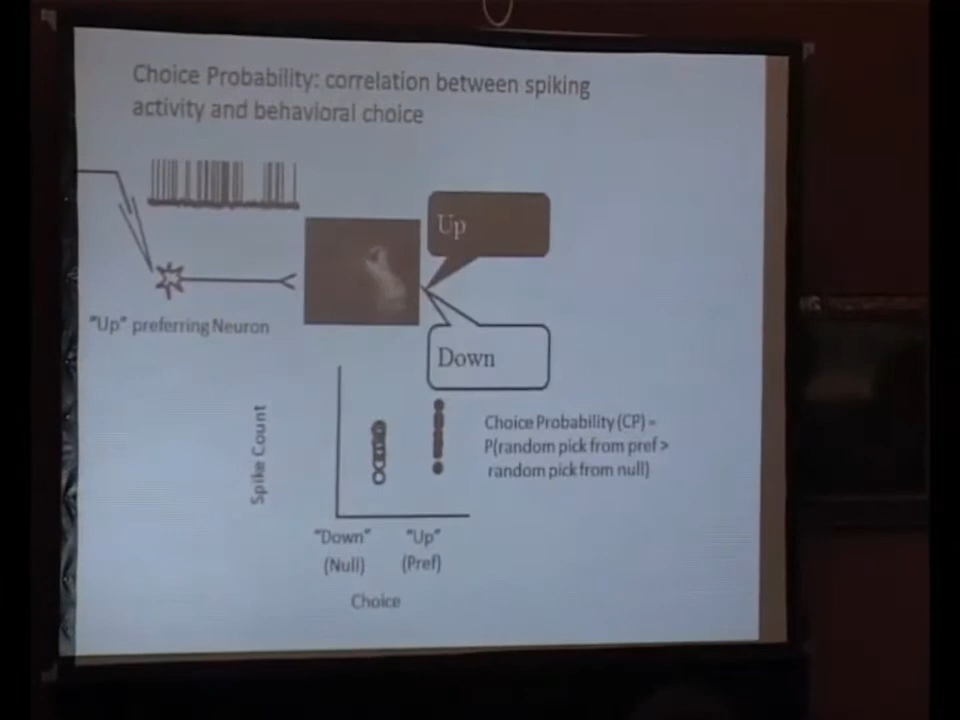 Choice Probability: correlation between spiking
activity and behavioral choice
Up
"Up" preferring Neuron
Down
Spike Count
Choice Probability (CP) =
P(random pick from pref >
random pick from null)
"Down" "Up"
(Null) (Pref)
Choice